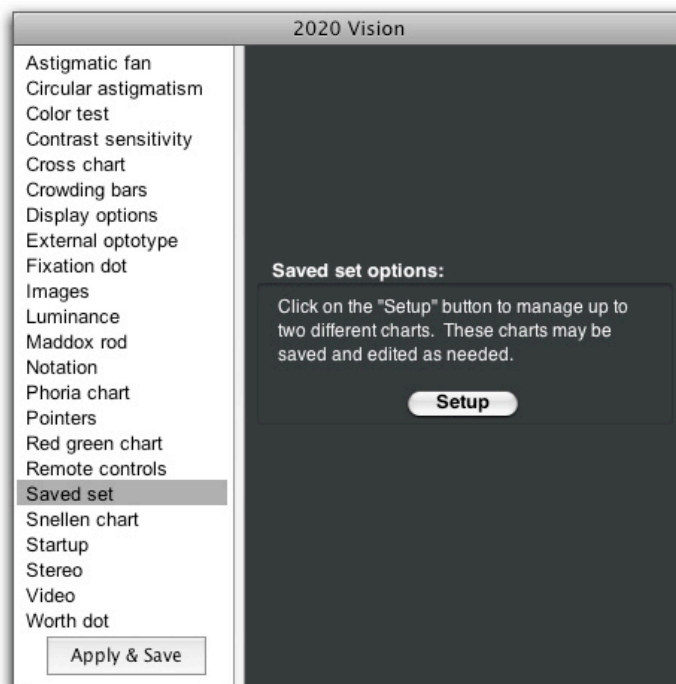 2020 Vision
Astigmatic fan
Circular astigmatism
Color test
Contrast sensitivity
Cross chart
Crowding bars
Display options
External optotype
Fixation dot
Images
Luminance
Maddox rod
Notation
Phoria chart
Pointers
Red green chart
Remote controls
Saved set
Snellen chart
Startup
Stereo
Video
Worth dot
Apply & Save
Saved set options:
Click on the "Setup" button to manage up to
two different charts.  These charts may be
saved and edited as needed.
Setup